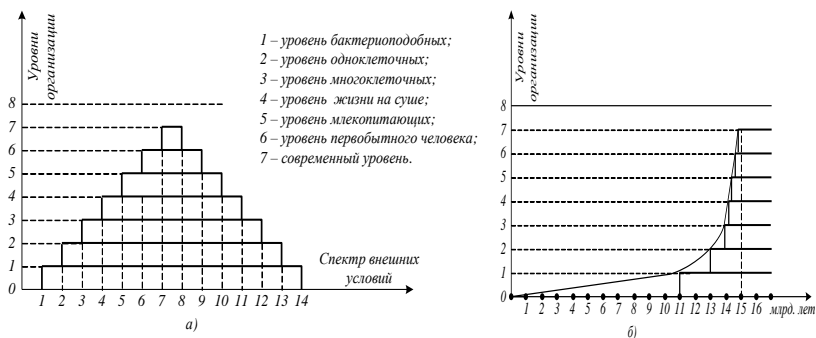 Уровни
организации
8
7
6
5
4
3
2
1
0
1 2 3 4 5 6 7 8 9 10 11 12 13 14
Спектр внешних
условий
а)
1 – уровень бактериоподобных;
2 – уровень одноклеточных;
3 – уровень многоклеточных;
4 – уровень жизни на суше;
5 – уровень млекопитающих;
6 – уровень первобытного человека;
7 – современный уровень.
Уровни
организации
8
7
6
5
4
3
2
1
0
1 2 3 4 5 6 7 8 9 10 11 12 13 14 15 16 млрд. лет
б)